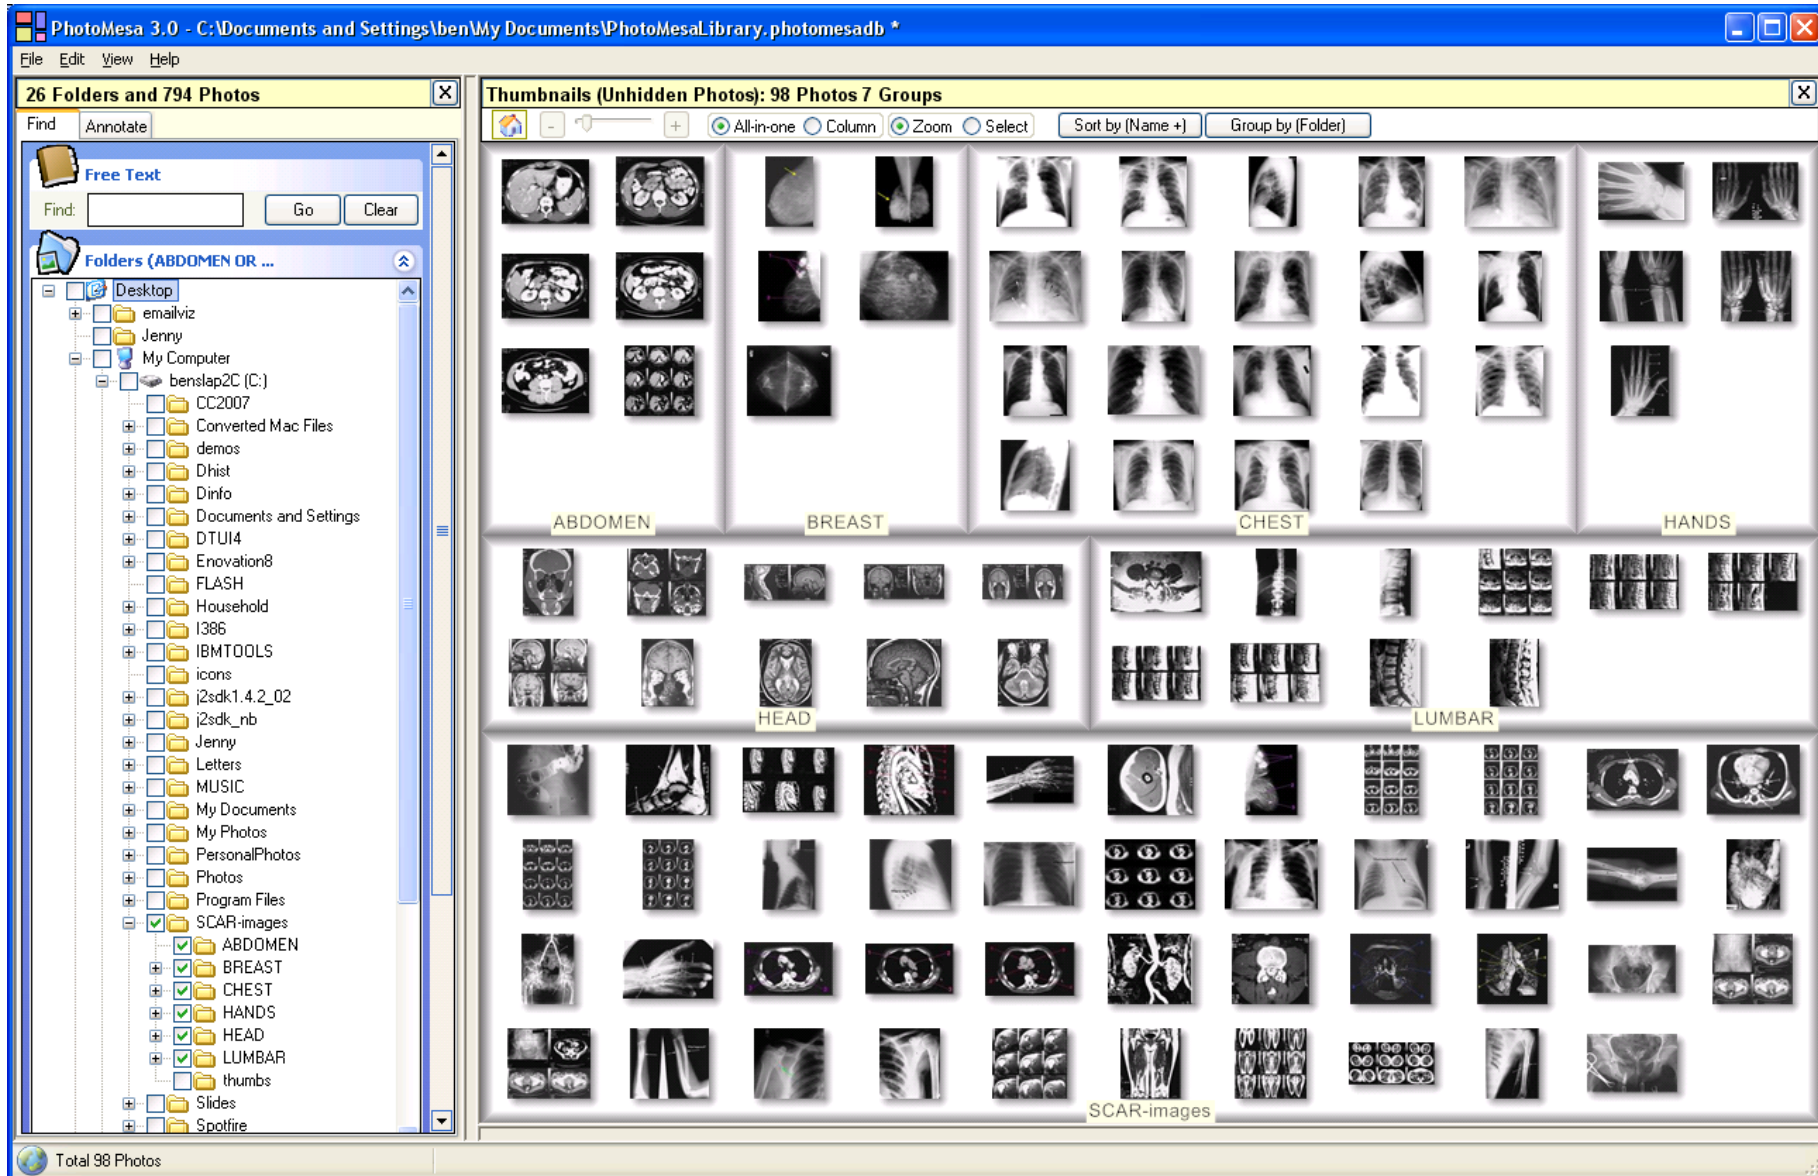 PhotoMesa 3.0 - C:\Documents and Settings\ben\My Documents\PhotoMesaLibrary.photomesadb *
File Edit View Help
26 Folders and 794 Photos
Find Annotate
Free Text
Find: Go Clear
Folders (ABDOMEN OR ...
Desktop
emailviz
Jenny
My Computer
benslap2C (C:)
CC2007
Converted Mac Files
demos
Dhist
Dinfo
Documents and Settings
DTUI4
Enovation8
FLASH
Household
I386
IBMTOOLS
icons
j2sdk1.4.2_02
j2sdk_nb
Jenny
Letters
MUSIC
My Documents
My Photos
PersonalPhotos
Photos
Program Files
SCAR-images
ABDOMEN
BREAST
CHEST
HANDS
HEAD
LUMBAR
thumbs
Slides
Spotfire
Thumbnails (Unhidden Photos): 98 Photos 7 Groups
- + All-in-one Column Zoom Select Sort by (Name +) Group by (Folder)
ABDOMEN BREAST CHEST HANDS
HEAD LUMBAR
SCAR-images
Total 98 Photos